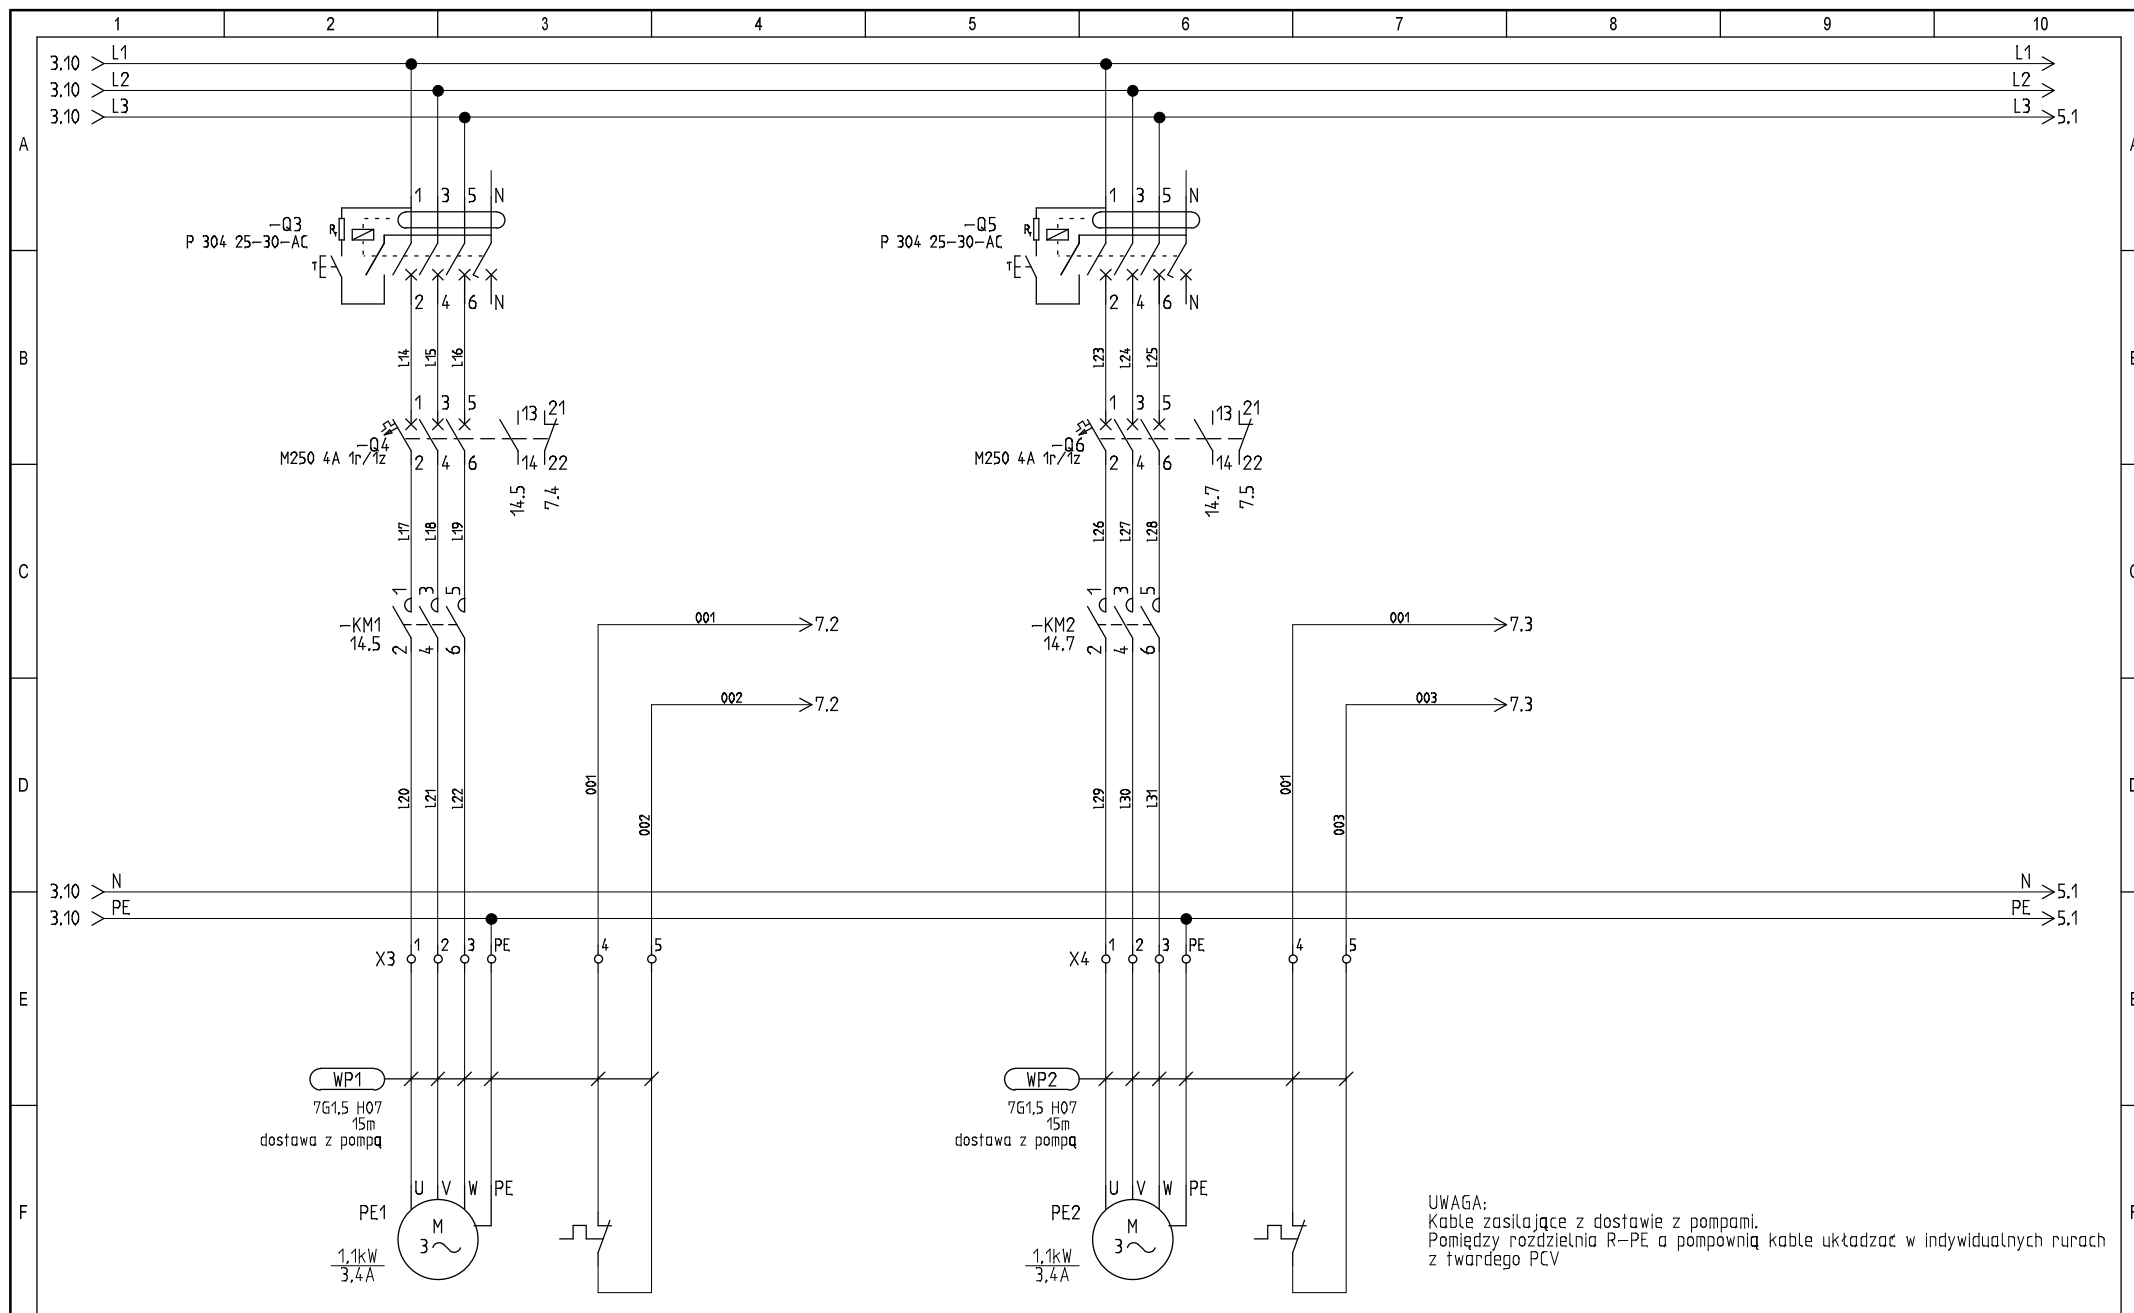 1 2 3 4 5 6 7 8 9 10
3.10 L1 L1
3.10 L2 L2
3.10 L3 L3 5.1
A A
1 3 5 N 1 3 5 N
-Q3 -Q5
P 304 25-30-AC P 304 25-30-AC
R R
T T
2 4 6 N 2 4 6 N
L14 L15 L16 L23 L24 L25
B
1 3 5 13 21 1 3 5 13 21
-Q4 -Q6
M250 4A 1r/1z M250 4A 1r/1z
2 4 6 14 22 2 4 6 14 22
14.5 7.4 14.7 7.5
L17 L18 L19 L26 L27 L28
C
1 3 5 1 3 5
-KM1 001 7.2 -KM2 001 7.3
14.5 14.7
2 4 6 2 4 6
002 7.2 003 7.3
D
L20 L21 L22 001 002 L29 L30 L31 001 003
3.10 N N 5.1
3.10 PE PE 5.1
X3 1 2 3 PE 4 5 X4 1 2 3 PE 4 5
E
WP1 WP2
7G1,5 H07 7G1,5 H07
15m 15m
dostawa z pompą dostawa z pompą
U V W PE U V W PE
F
PE1 M 3~ PE2 M 3~
1,1kW 1,1kW
3,4A 3,4A
UWAGA:
Kable zasilające z dostawie z pompami.
Pomiędzy rozdzielnia R-PE a pompownią kable układzać w indywidualnych rurach
z twardego PCV